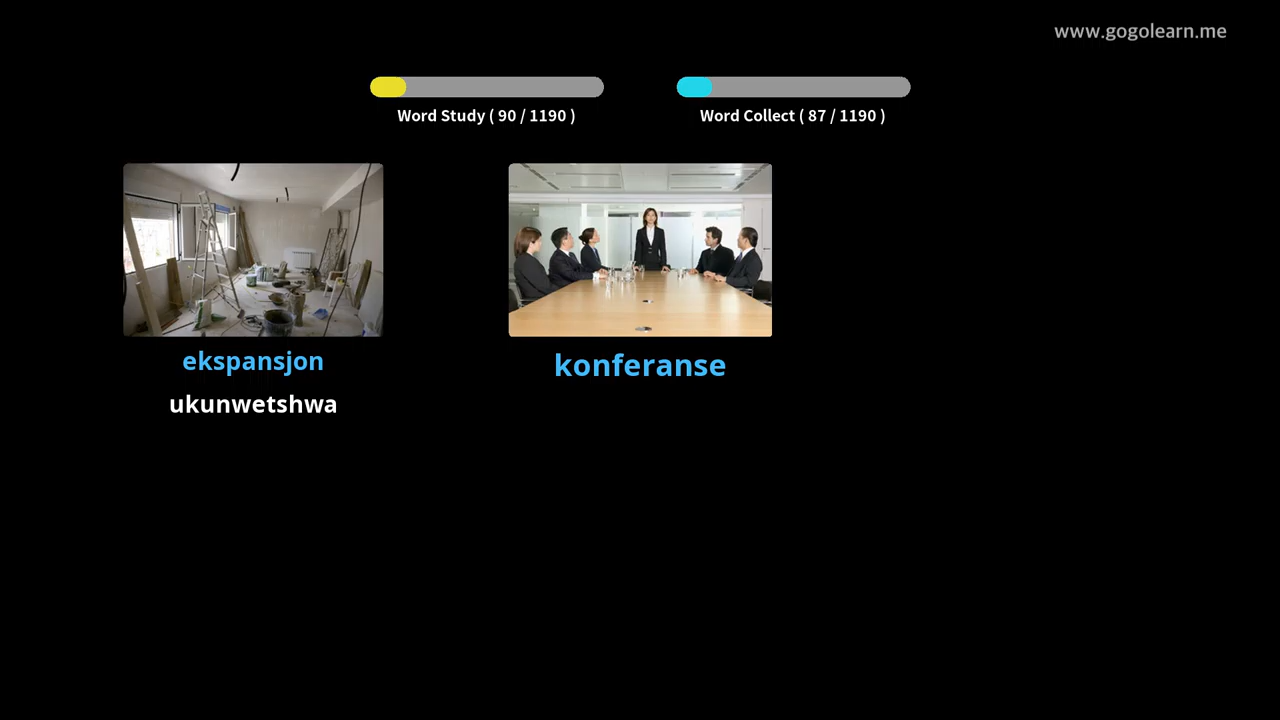 www.gogolearn.me
Word Study ( 90 / 1190 )
Word Collect ( 87 / 1190 )
ekspansjon
konferanse
ukunwetshwa